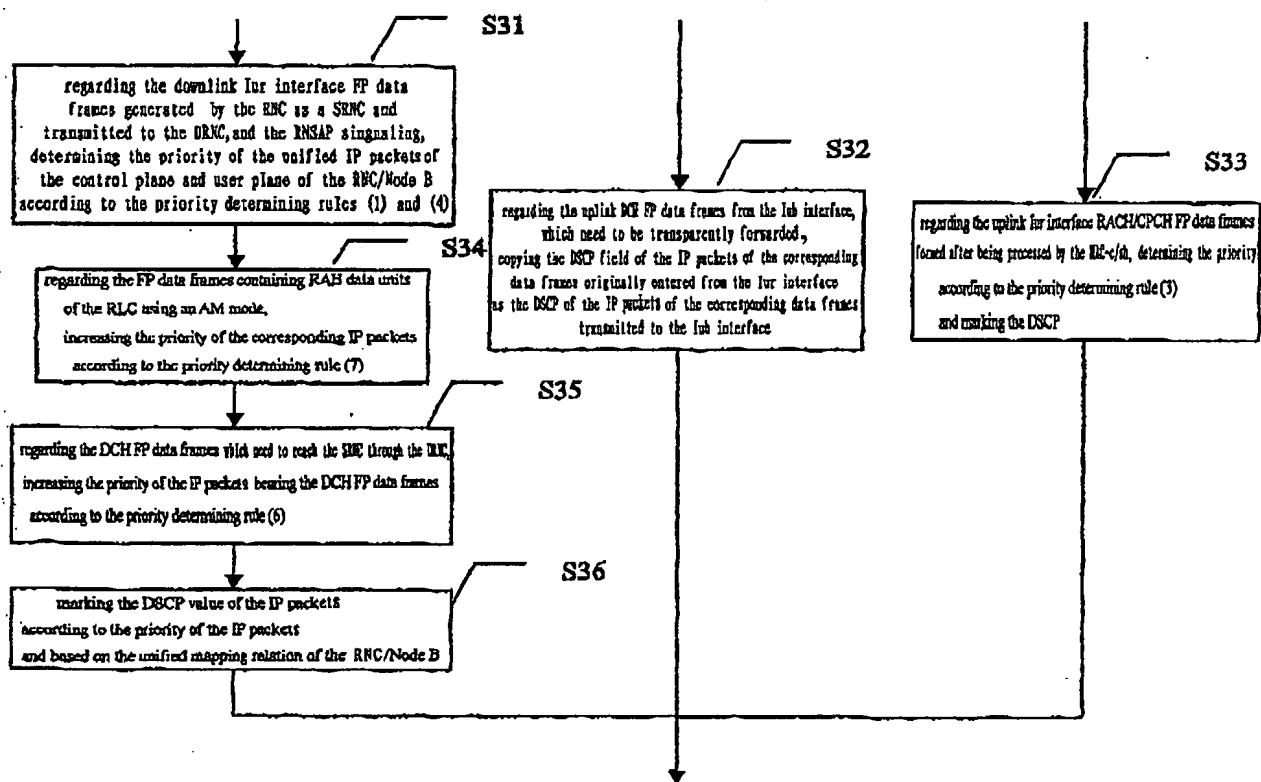 S31
regarding the downlink Iur interface FP data
frames generated by the RNC as a SRNC and
transmitted to the DRNC, and the RNSAP singnaling,
determining the priority of the unified IP packets of
the control plane and user plane of the RNC/Node B
according to the priority determining rules (1) and (4)
S32
regarding the uplink DCH FP data frames from the Iub interface,
which need to be transparently forwarded,
copying the DSCP field of the IP packets of the corresponding
data frames originally entered from the Iur interface
as the DSCP of the IP packets of the corresponding data frames
transmitted to the Iub interface
S33
regarding the uplink Iur interface RACH/CPCH FP data frames
formed after being processed by the determining the priority
according to the priority determining rule (3)
and marking the DSCP
S34
regarding the FP data frames containing RAH data units
of the RLC using an AM mode,
increasing the priority of the corresponding IP packets
according to the priority determining rule (7)
S35
regarding the DCH FP data frames which need to reach the SRNC through the DRNC,
increasing the priority of the IP packets bearing the DCH FP data frames
according to the priority determining rule (6)
S36
marking the DSCP value of the IP packets
according to the priority of the IP packets
and based on the unified mapping relation of the RNC/Node B